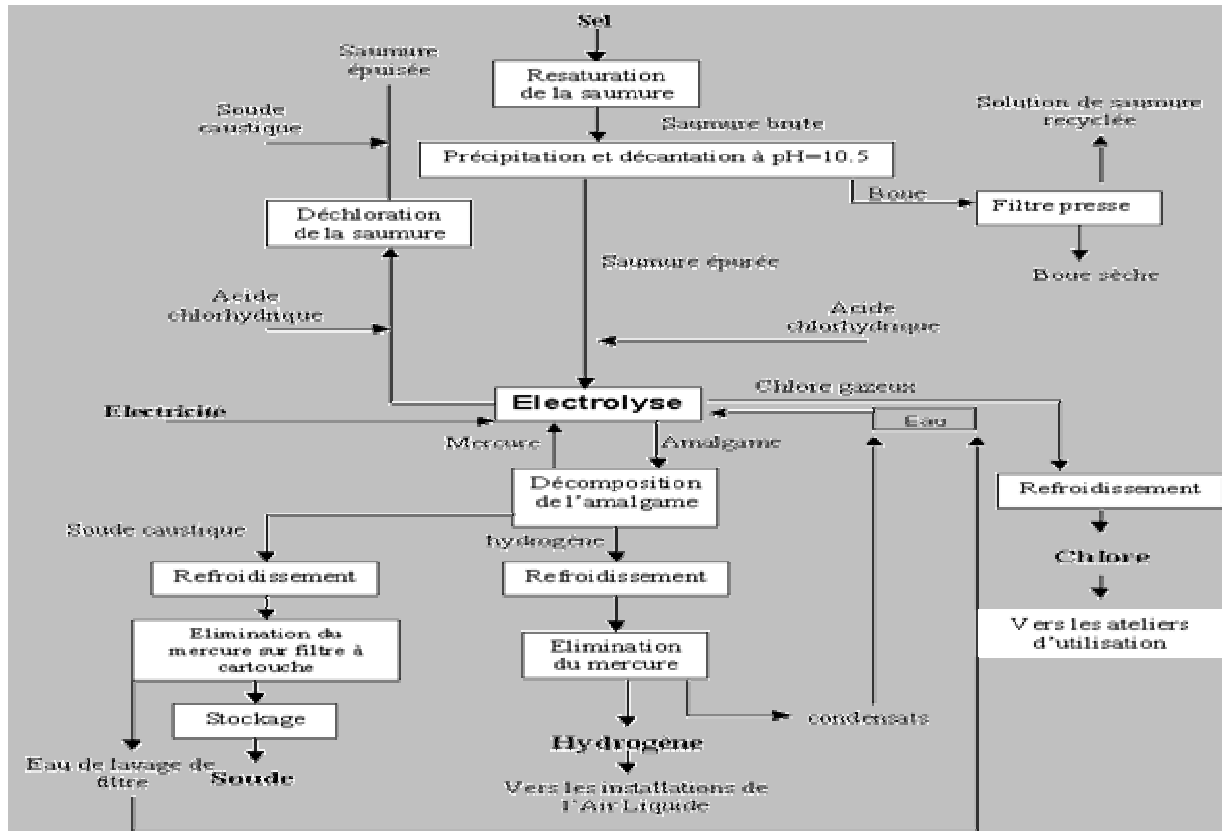 Sel
Saumure
épuisée
Resaturation
de la saumure
Soude
caustique
Solution de saumure
recyclée
Saumure brute
Précipitation et décantation à pH=10.5
Boue
Filtre presse
Déchloration
de la saumure
Saumure épurée
Boue sèche
Acide
chlorhydrique
Acide
chlorhydrique
Chlore gazeux
Electrolyse
Electricité
Eau
Mercure
Amalgame
Décomposition
de l'amalgame
Refroidissement
Soude caustique
hydrogéne
Chlore
Refroidissement
Refroidissement
Vers les ateliers
d'utilisation
Elimination du
mercure sur filtre à
cartouche
Elimination
du mercure
Stockage
condensats
Hydrogéne
Eau de lavage de
filtre
Soude
Vers les installations de
l'Air Liquide